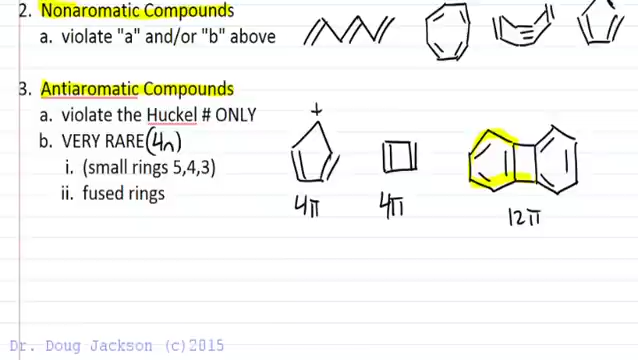 2. Nonaromatic Compounds
a. violate "a" and/or "b" above
3. Antiaromatic Compounds
a. violate the Huckel # ONLY
b. VERY RARE (4n)
i. (small rings 5,4,3)
ii. fused rings
+
4π 4π 12π
Dr. Doug Jackson (c)2015